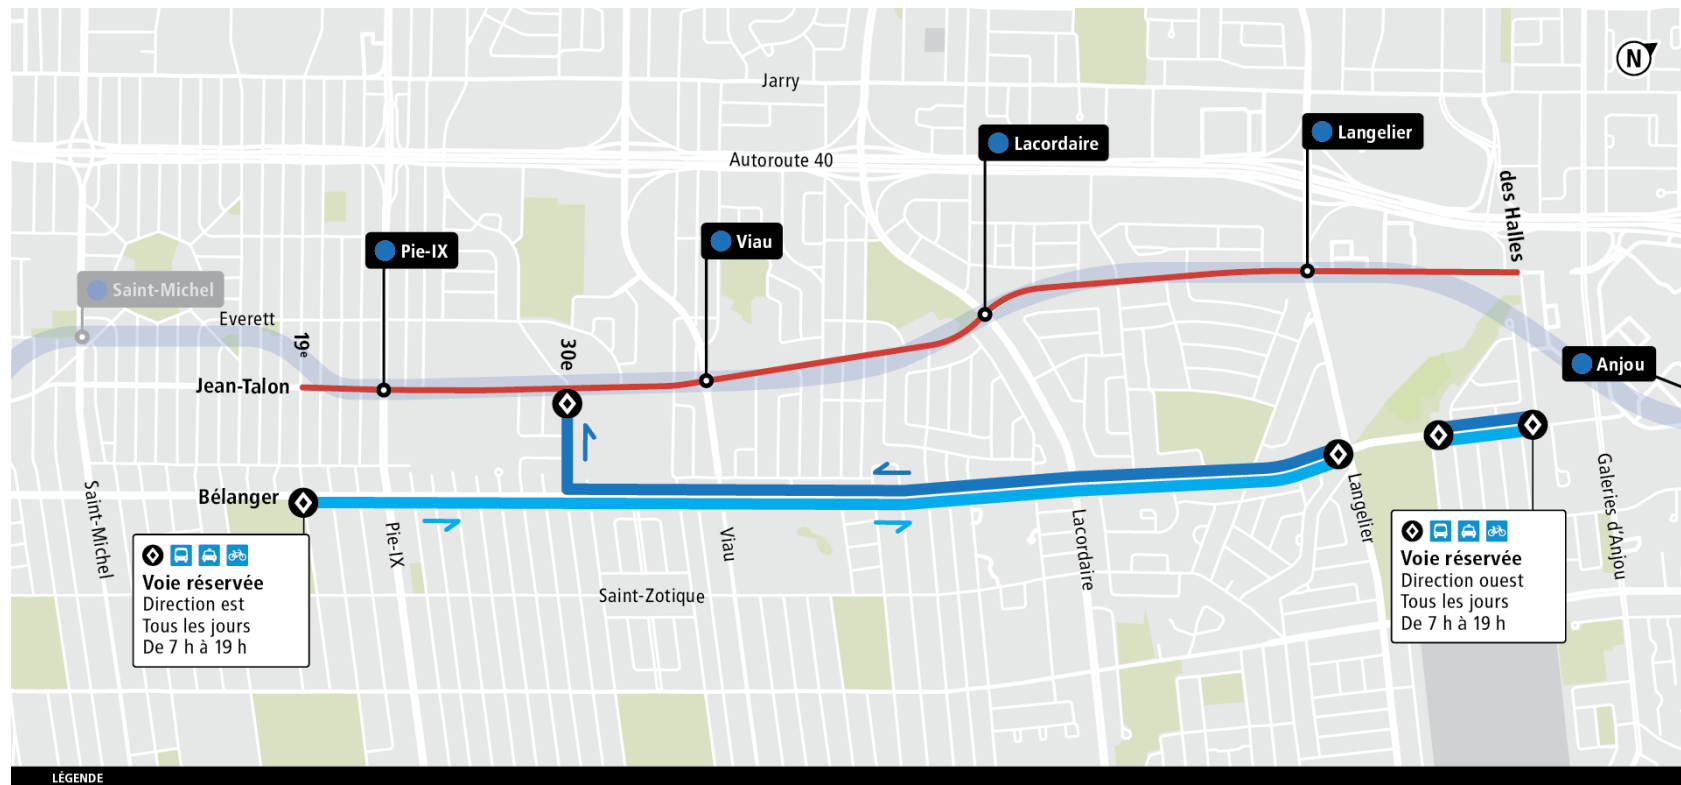 N
Jarry
Autoroute 40
Lacordaire
Langelier
des Halles
Pie-IX
Viau
Saint-Michel
Everett
19e
30e
Jean-Talon
Anjou
Bélanger
Saint-Michel
Pie-IX
Viau
Lacordaire
Langelier
Galeries d'Anjou
Saint-Zotique
Voie réservée
Direction est
Tous les jours
De 7 h à 19 h
Voie réservée
Direction ouest
Tous les jours
De 7 h à 19 h
LÉGENDE